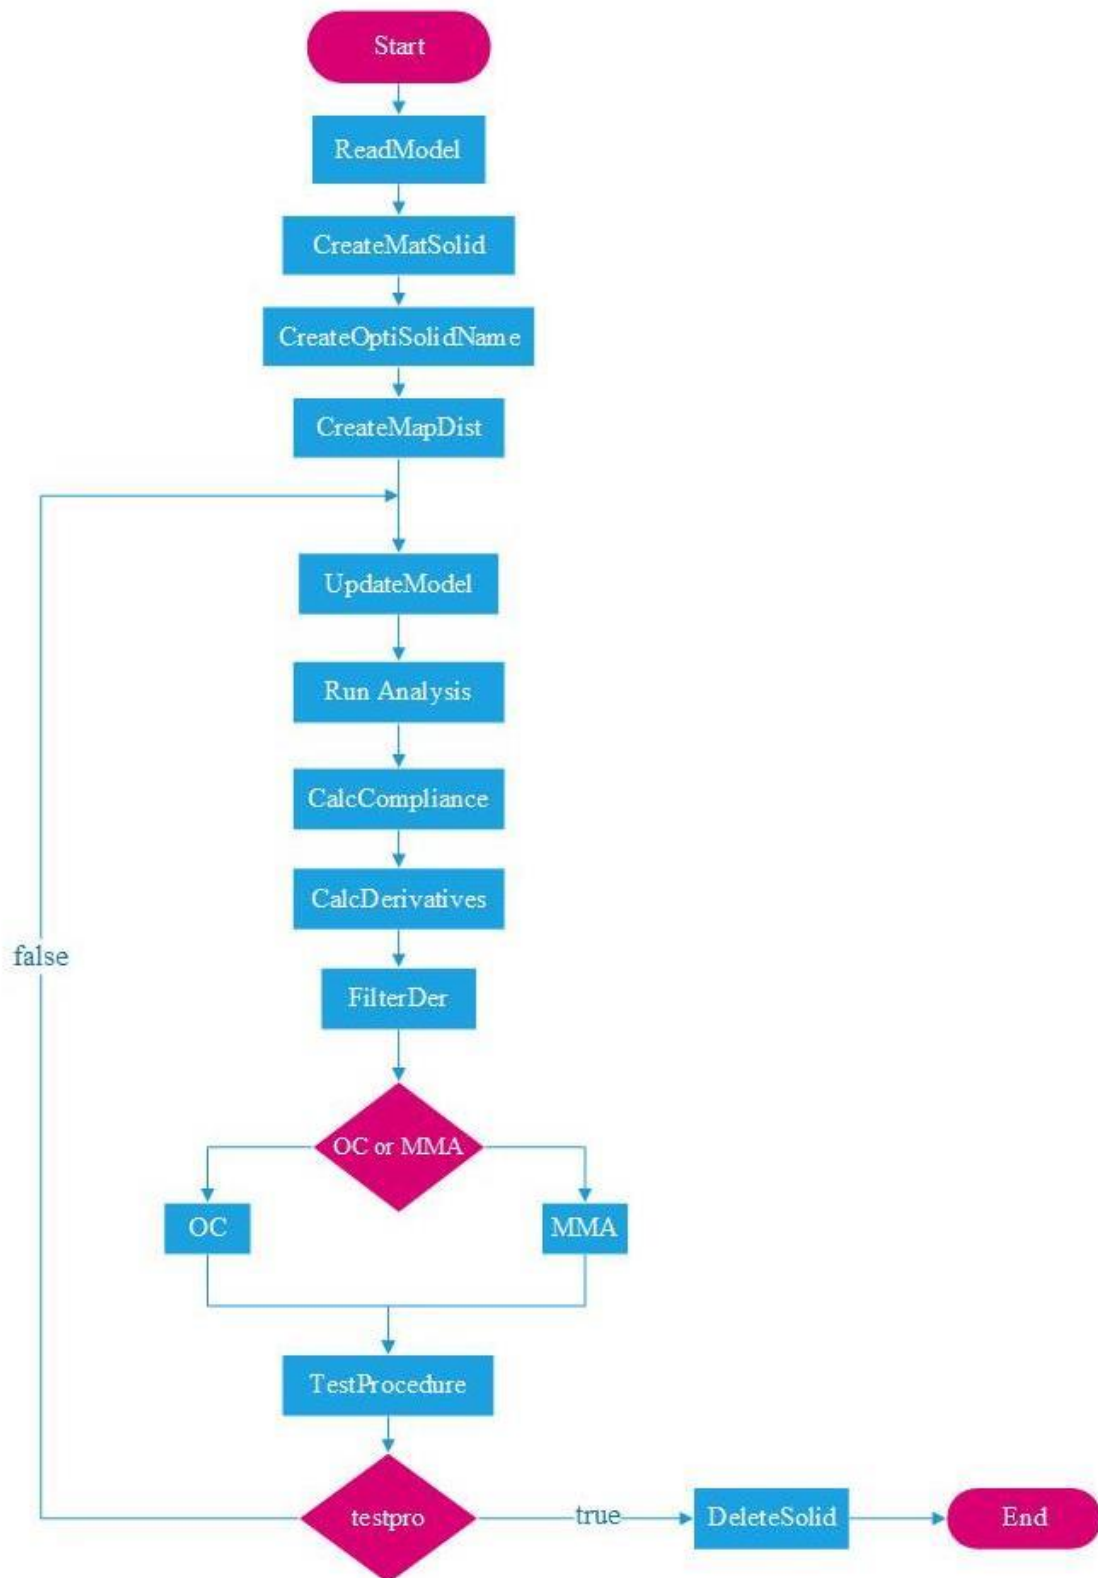 Start
ReadModel
CreateMatSolid
CreateOptiSolidName
CreateMapDist
UpdateModel
Run Analysis
CalcCompliance
CalcDerivatives
false
FilterDer
OC or MMA
OC
MMA
TestProcedure
testpro
true
DeleteSolid
End